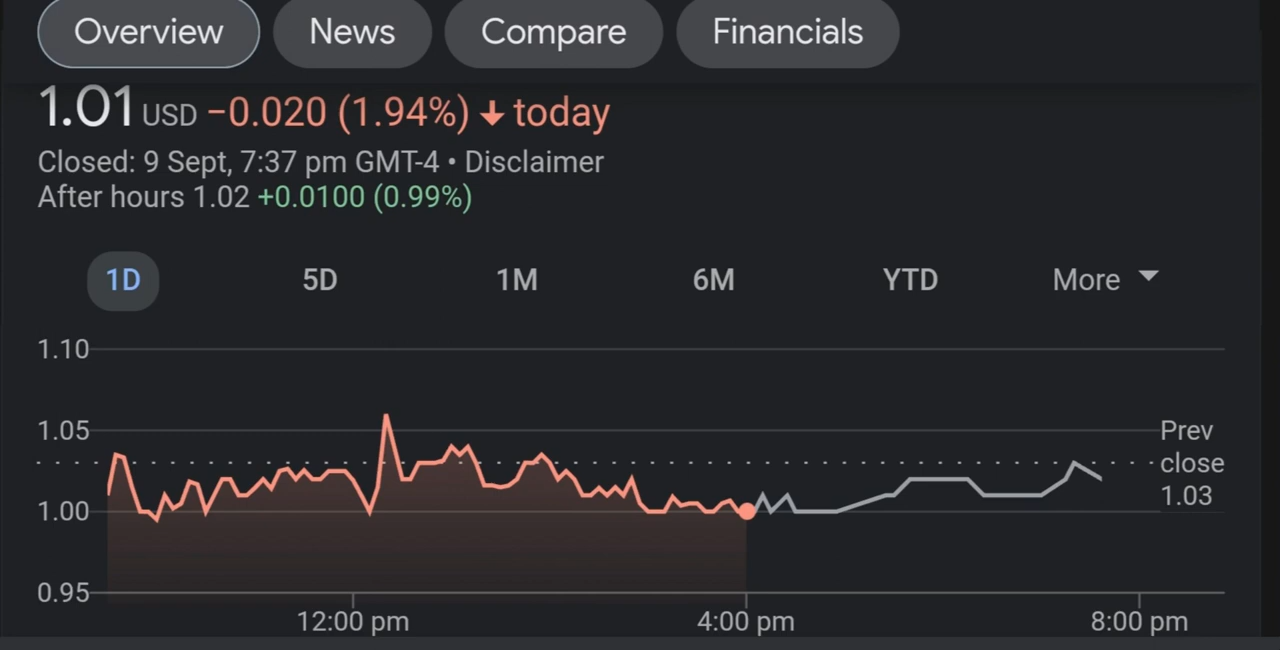 Overview News Compare Financials
1.01 USD −0.020 (1.94%) ↓ today
Closed: 9 Sept, 7:37 pm GMT-4 • Disclaimer
After hours 1.02 +0.0100 (0.99%)
1D 5D 1M 6M YTD More
1.10
1.05
1.00
0.95
Prev
close
1.03
12:00 pm 4:00 pm 8:00 pm